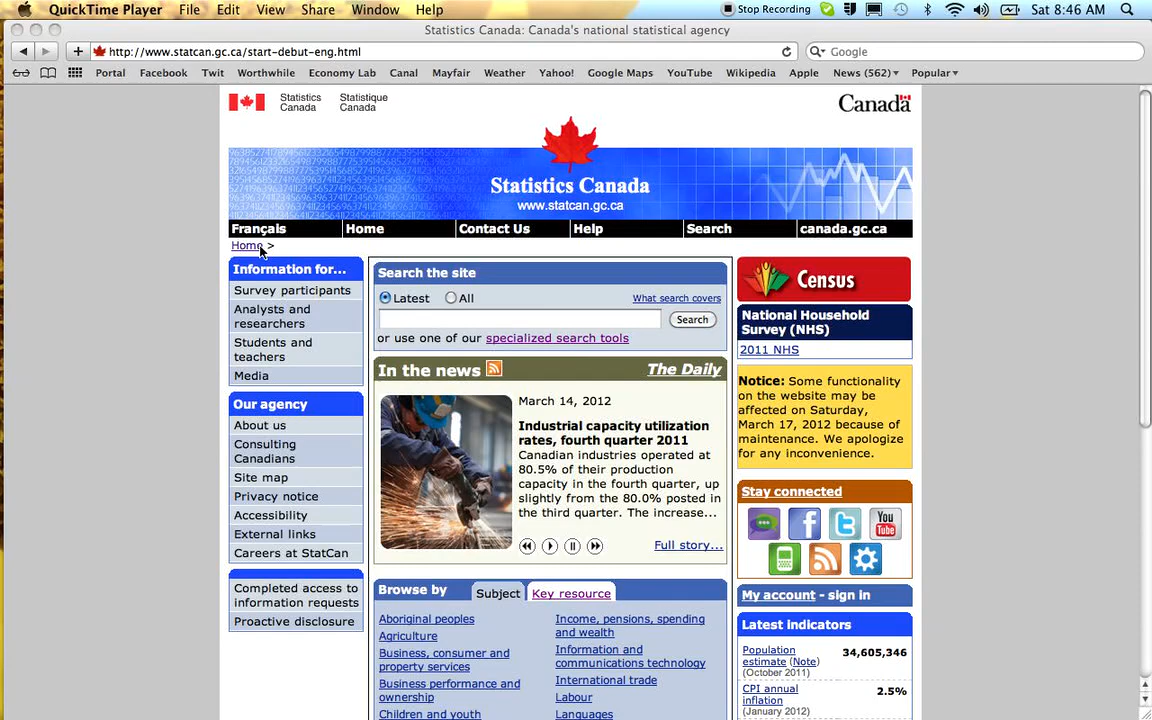 QuickTime Player File Edit View Share Window Help Stop Recording Sat 8:46 AM
Statistics Canada: Canada's national statistical agency
http://www.statcan.gc.ca/start-debut-eng.html
Google
Portal Facebook Twit Worthwhile Economy Lab Canal Mayfair Weather Yahoo! Google Maps YouTube Wikipedia Apple News (562) Popular
Statistics Canada
Statistique Canada
Canada
Statistics Canada
www.statcan.gc.ca
Français Home Contact Us Help Search canada.gc.ca
Home >
Information for...
Survey participants
Analysts and
researchers
Students and
teachers
Media
Our agency
About us
Consulting
Canadians
Site map
Privacy notice
Accessibility
External links
Careers at StatCan
Completed access to
information requests
Proactive disclosure
Search the site
Latest All What search covers
Search
or use one of our specialized search tools
In the news The Daily
March 14, 2012
Industrial capacity utilization
rates, fourth quarter 2011
Canadian industries operated at
80.5% of their production
capacity in the fourth quarter, up
slightly from the 80.0% posted in
the third quarter. The increase...
Full story...
Browse by Subject Key resource
Aboriginal peoples
Agriculture
Business, consumer and
property services
Business performance and
ownership
Children and youth
Income, pensions, spending
and wealth
Information and
communications technology
International trade
Labour
Languages
Census
National Household
Survey (NHS)
2011 NHS
Notice: Some functionality
on the website may be
affected on Saturday,
March 17, 2012 because of
maintenance. We apologize
for any inconvenience.
Stay connected
You
Tube
My account - sign in
Latest indicators
Population
estimate (Note)
(October 2011)
34,605,346
CPI annual
inflation
(January 2012)
2.5%